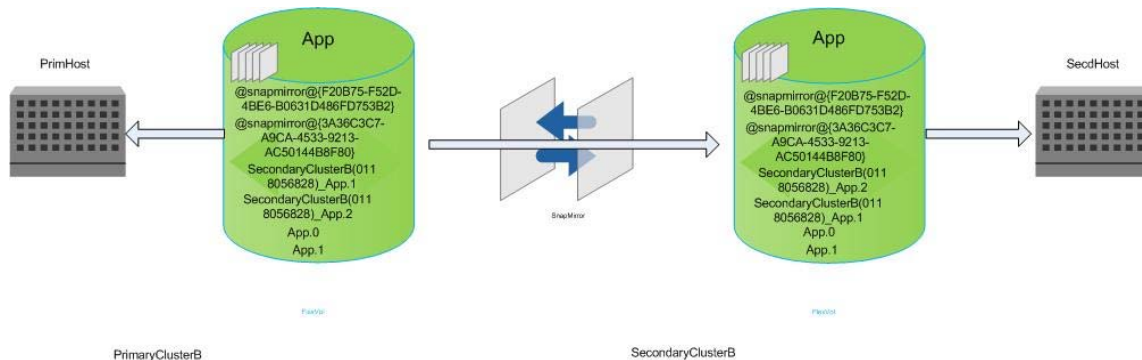 PrimHost
App
@snapmirror@{F20B75-F52D-
4BE6-B0631D486FD753B2}
@snapmirror@{3A36C3C7-
A9CA-4533-9213-
AC50144B8F80}
SecondaryClusterB(011
8056828)_App.1
SecondaryClusterB(011
8056828)_App.2
App.0
App.1
FlexVol
PrimaryClusterB
SnapMirror
App
@snapmirror@{F20B75-F52D-
4BE6-B0631D486FD753B2}
@snapmirror@{3A36C3C7-
A9CA-4533-9213-
AC50144B8F80}
SecondaryClusterB(011
8056828)_App.2
SecondaryClusterB(011
8056828)_App.1
App.0
App.1
FlexVol
SecondaryClusterB
SecdHost